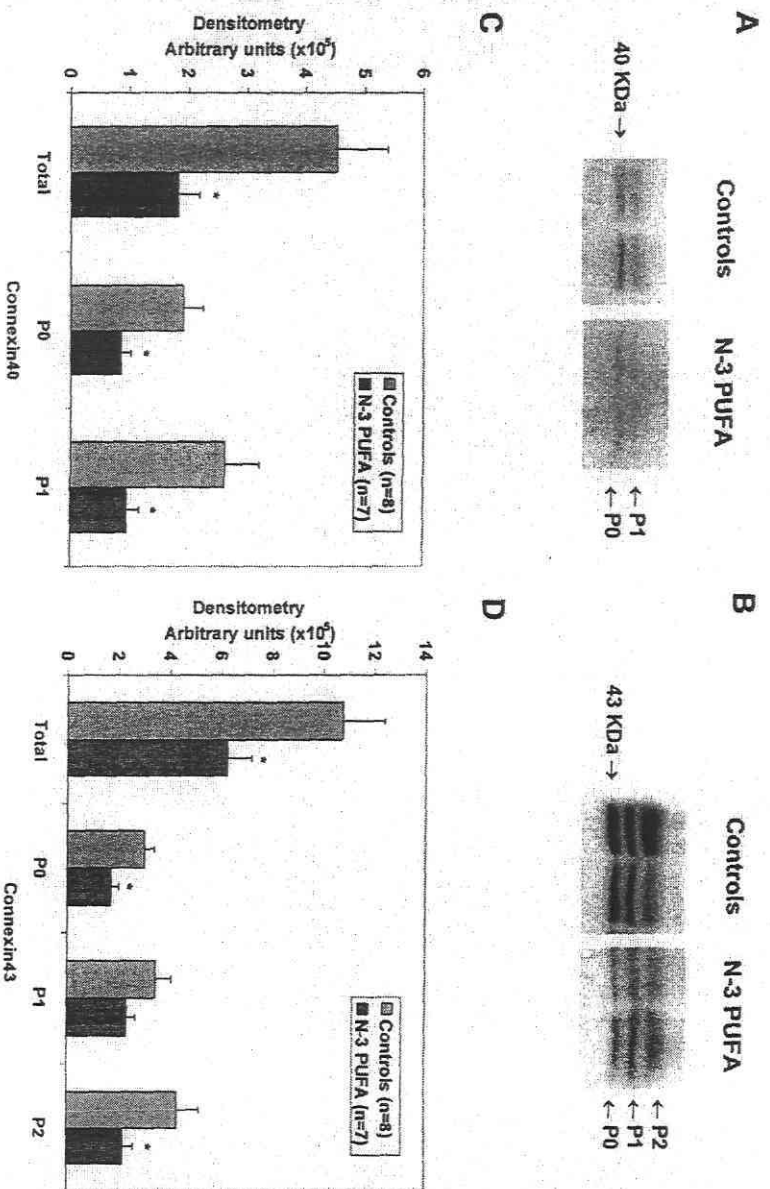 A
Controls
N-3 PUFA
40 KDa →
← P1
← P0
B
Controls
N-3 PUFA
43 KDa →
← P2
← P1
← P0
C
Densitometry
Arbitrary units (x10⁵)
6
5
4
3
2
1
0
Controls (n=8)
N-3 PUFA (n=7)
*
*
*
Total
P0
P1
Connexin40
D
Densitometry
Arbitrary units (x10⁵)
14
12
10
8
6
4
2
0
Controls (n=8)
N-3 PUFA (n=7)
*
*
*
Total
P0
P1
P2
Connexin43